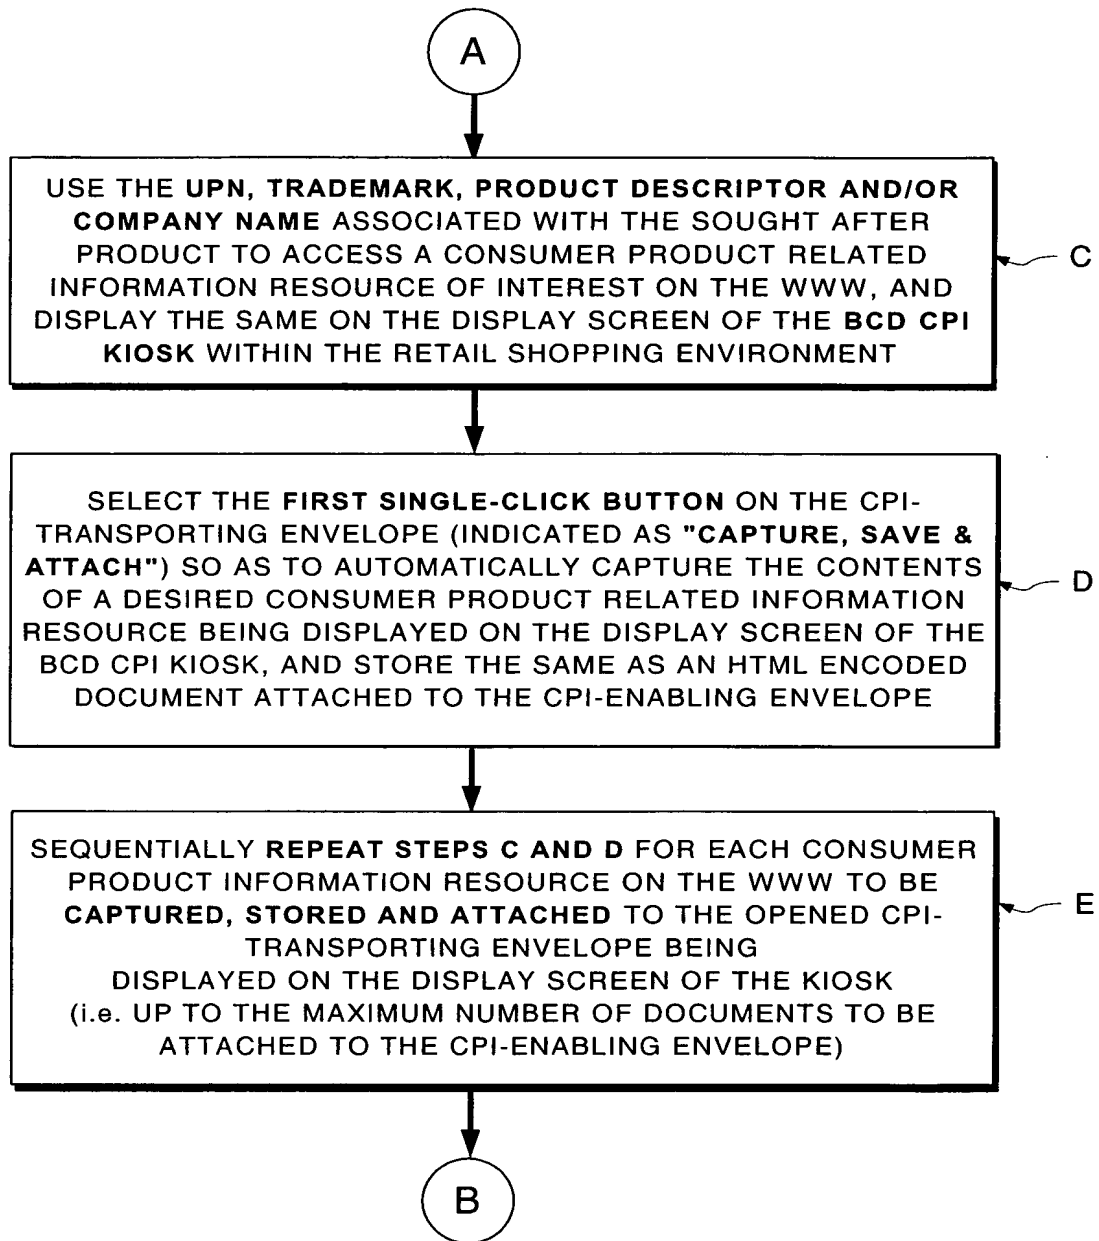 A
USE THE UPN, TRADEMARK, PRODUCT DESCRIPTOR AND/OR
COMPANY NAME ASSOCIATED WITH THE SOUGHT AFTER
PRODUCT TO ACCESS A CONSUMER PRODUCT RELATED
INFORMATION RESOURCE OF INTEREST ON THE WWW, AND
DISPLAY THE SAME ON THE DISPLAY SCREEN OF THE BCD CPI
KIOSK WITHIN THE RETAIL SHOPPING ENVIRONMENT
C
SELECT THE FIRST SINGLE-CLICK BUTTON ON THE CPI-
TRANSPORTING ENVELOPE (INDICATED AS "CAPTURE, SAVE &
ATTACH") SO AS TO AUTOMATICALLY CAPTURE THE CONTENTS
OF A DESIRED CONSUMER PRODUCT RELATED INFORMATION
RESOURCE BEING DISPLAYED ON THE DISPLAY SCREEN OF THE
BCD CPI KIOSK, AND STORE THE SAME AS AN HTML ENCODED
DOCUMENT ATTACHED TO THE CPI-ENABLING ENVELOPE
D
SEQUENTIALLY REPEAT STEPS C AND D FOR EACH CONSUMER
PRODUCT INFORMATION RESOURCE ON THE WWW TO BE
CAPTURED, STORED AND ATTACHED TO THE OPENED CPI-
TRANSPORTING ENVELOPE BEING
DISPLAYED ON THE DISPLAY SCREEN OF THE KIOSK
(i.e. UP TO THE MAXIMUM NUMBER OF DOCUMENTS TO BE
ATTACHED TO THE CPI-ENABLING ENVELOPE)
E
B